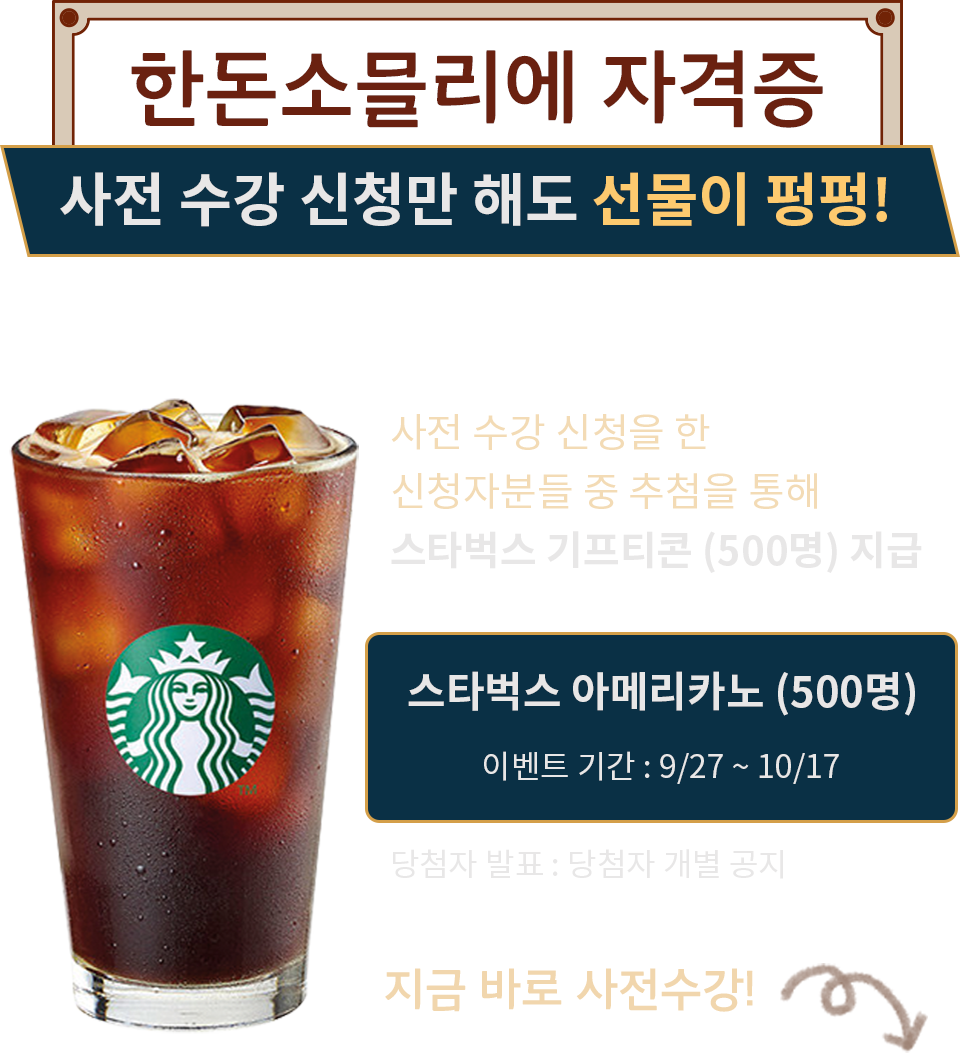 한돈소믈리에 자격증
사전 수강 신청만 해도 선물이 펑펑!
사전 수강 신청을 한
신청자분들 중 추첨을 통해
스타벅스 기프티콘 (500명) 지급
스타벅스 아메리카노 (500명)
이벤트 기간 : 9/27 ~ 10/17
TM
당첨자 발표 : 당첨자 개별 공지
지금 바로 사전수강!